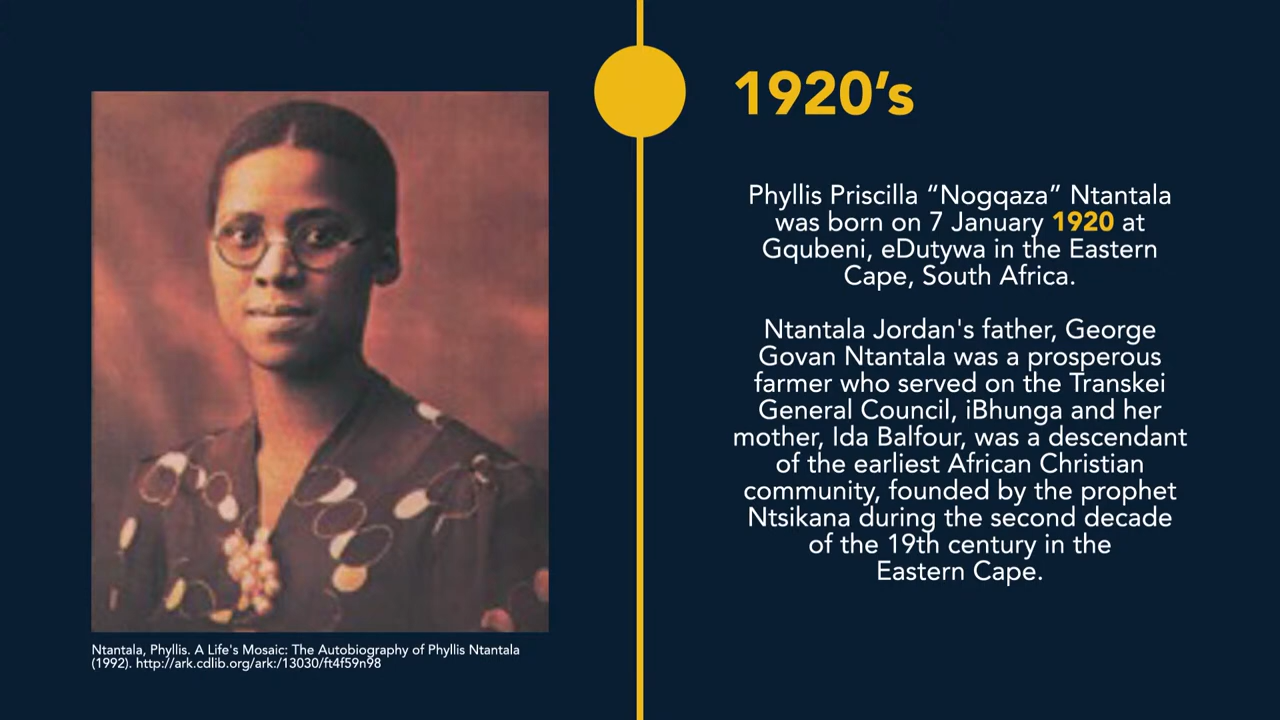 1920's
Phyllis Priscilla “Nogqaza” Ntantala
was born on 7 January 1920 at
Gqubeni, eDutywa in the Eastern
Cape, South Africa.
Ntantala Jordan's father, George
Govan Ntantala was a prosperous
farmer who served on the Transkei
General Council, iBhunga and her
mother, Ida Balfour, was a descendant
of the earliest African Christian
community, founded by the prophet
Ntsikana during the second decade
of the 19th century in the
Eastern Cape.
Ntantala, Phyllis. A Life's Mosaic: The Autobiography of Phyllis Ntantala
(1992). http://ark.cdlib.org/ark:/13030/ft4f59n98